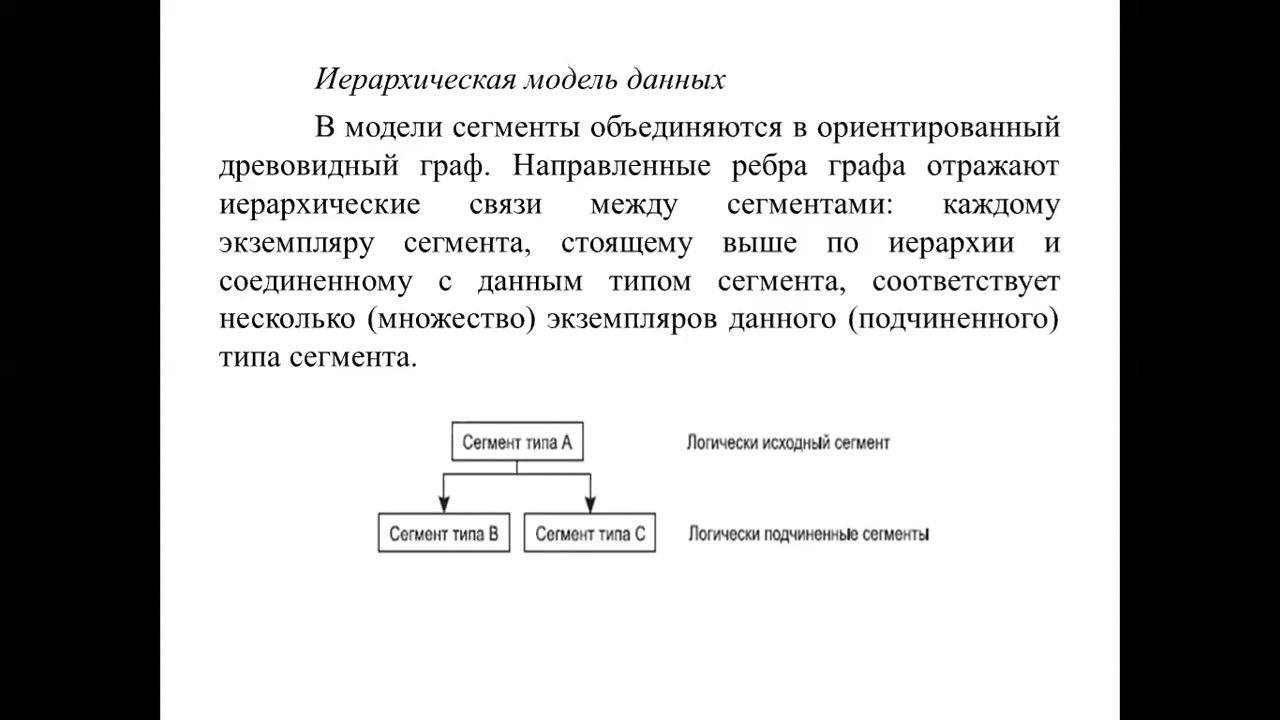 Иерархическая модель данных
В модели сегменты объединяются в ориентированный
древовидный граф. Направленные ребра графа отражают
иерархические связи между сегментами: каждому
экземпляру сегмента, стоящему выше по иерархии и
соединенному с данным типом сегмента, соответствует
несколько (множество) экземпляров данного (подчиненного)
типа сегмента.
Сегмент типа A
Логически исходный сегмент
Сегмент типа B
Сегмент типа C
Логически подчиненные сегменты